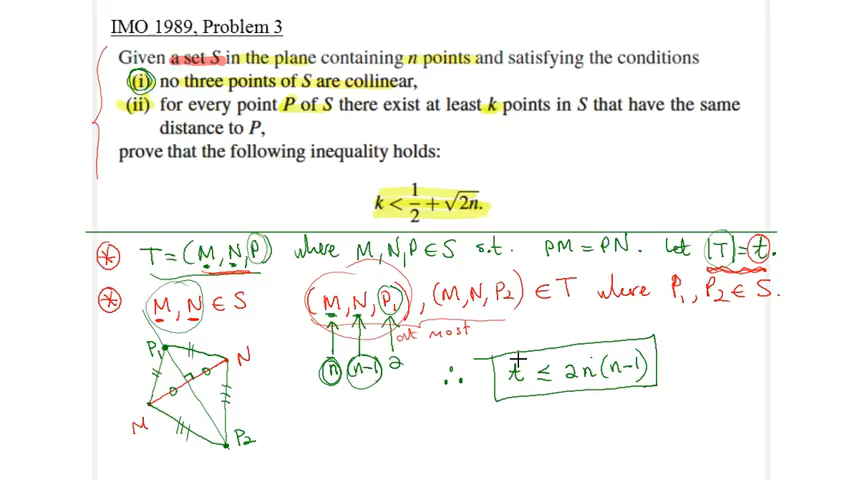 IMO 1989, Problem 3
Given a set S in the plane containing n points and satisfying the conditions
(i) no three points of S are collinear,
(ii) for every point P of S there exist at least k points in S that have the same
distance to P,
prove that the following inequality holds:
k < 1/2 + √2n.
* T = (M, N, P) where M, N, P ∈ S s.t. PM = PN. Let |T| = t.
* M, N ∈ S (M, N, P₁), (M, N, P₂) ∈ T where P₁, P₂ ∈ S.
at most
n (n-1) 2
∴ t ≤ 2n(n-1)
P₁ N
M P₂